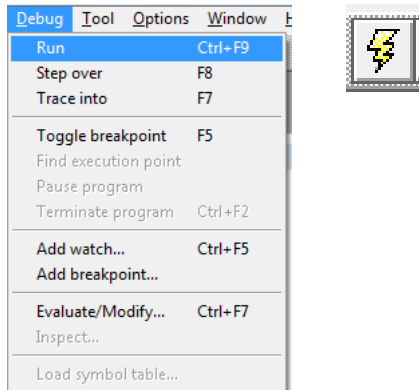 Debug Tool Options Window H
Run Ctrl+F9
Step over F8
Trace into F7
Toggle breakpoint F5
Find execution point
Pause program
Terminate program Ctrl+F2
Add watch... Ctrl+F5
Add breakpoint...
Evaluate/Modify... Ctrl+F7
Inspect...
Load symbol table...